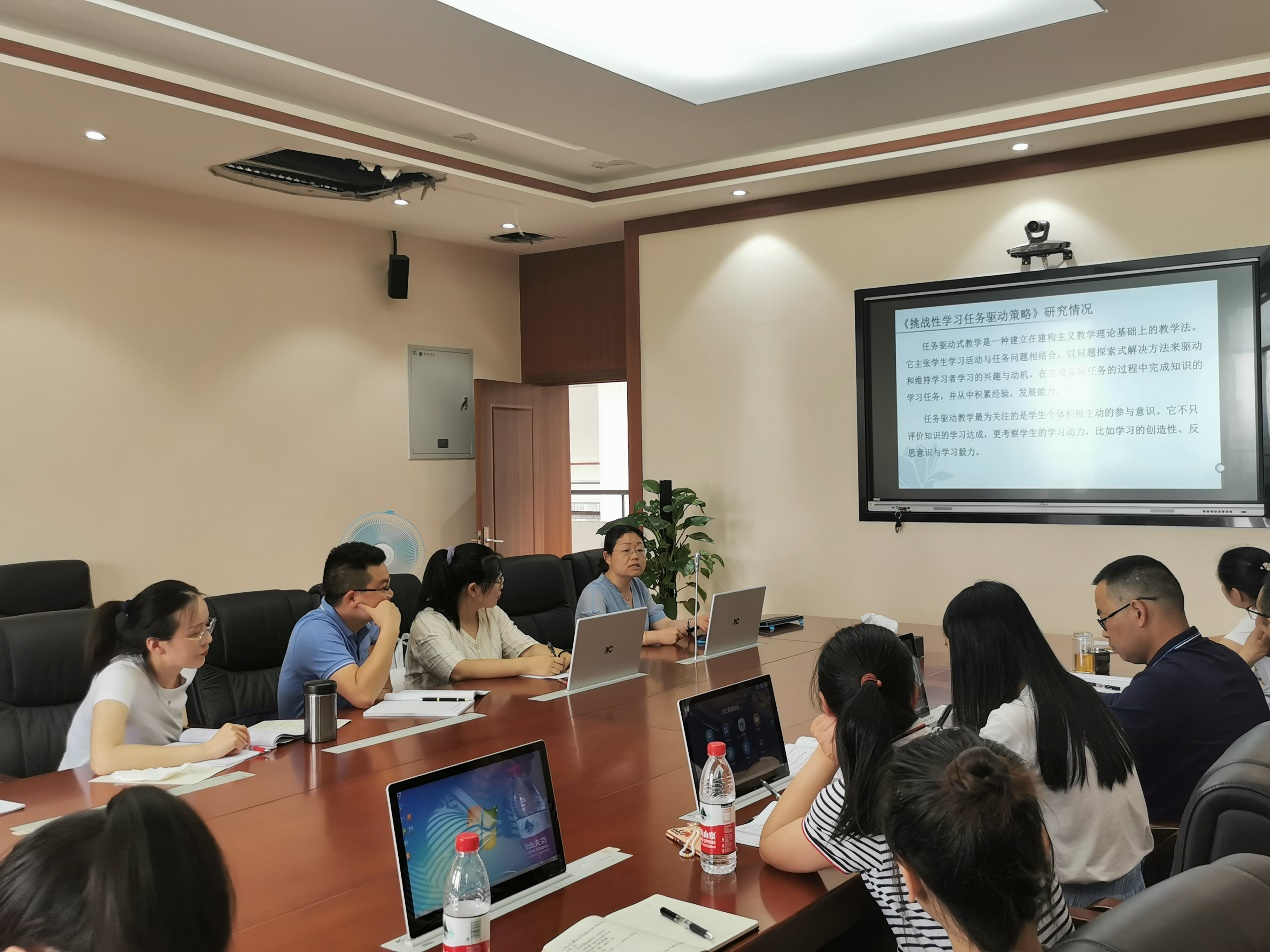 《挑战性学习任务驱动策略》研究情况
任务驱动式教学是一种建立在建构主义教学理论基础上的教学法。
它主张学生学习活动与任务问题相结合，以问题探索式解决方法来驱动
和维持学习者学习的兴趣与动机，在完成实际任务的过程中完成知识的
学习任务，并从中积累经验，发展能力。
任务驱动教学最为关注的是学生个体积极主动的参与意识。它不只
评价知识的学习达成，更考察学生的学习动力，比如学习的创造性、反
思意识与学习毅力。